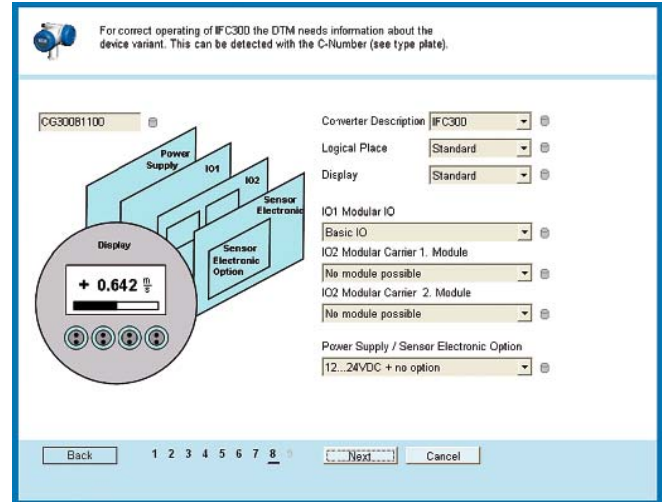 For correct operating of IFC300 the DTM needs information about the
device variant. This can be detected with the C-Number (see type plate).
CG30081100
Power
Supply
IO1
IO2
Sensor
Electronic
Sensor
Electronic
Option
Display
+ 0.642 m/s
Converter Description IFC300
Logical Place Standard
Display Standard
IO1 Modular IO
Basic IO
IO2 Modular Carrier 1. Module
No module possible
IO2 Modular Carrier 2. Module
No module possible
Power Supply / Sensor Electronic Option
12...24VDC + no option
Back 1 2 3 4 5 6 7 8 9 Next Cancel